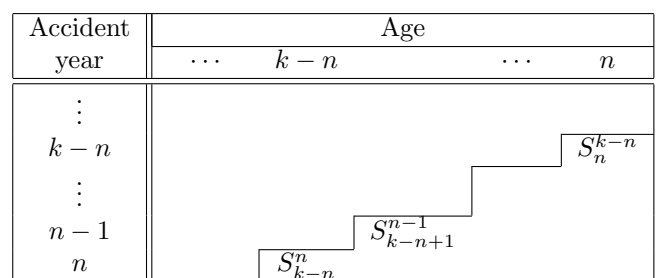 Accident Age
year ⋯ k − n ⋯ n
⋮
k − n S_n^{k−n}
⋮
n − 1 S_{k−n+1}^{n−1}
n S_{k−n}^n